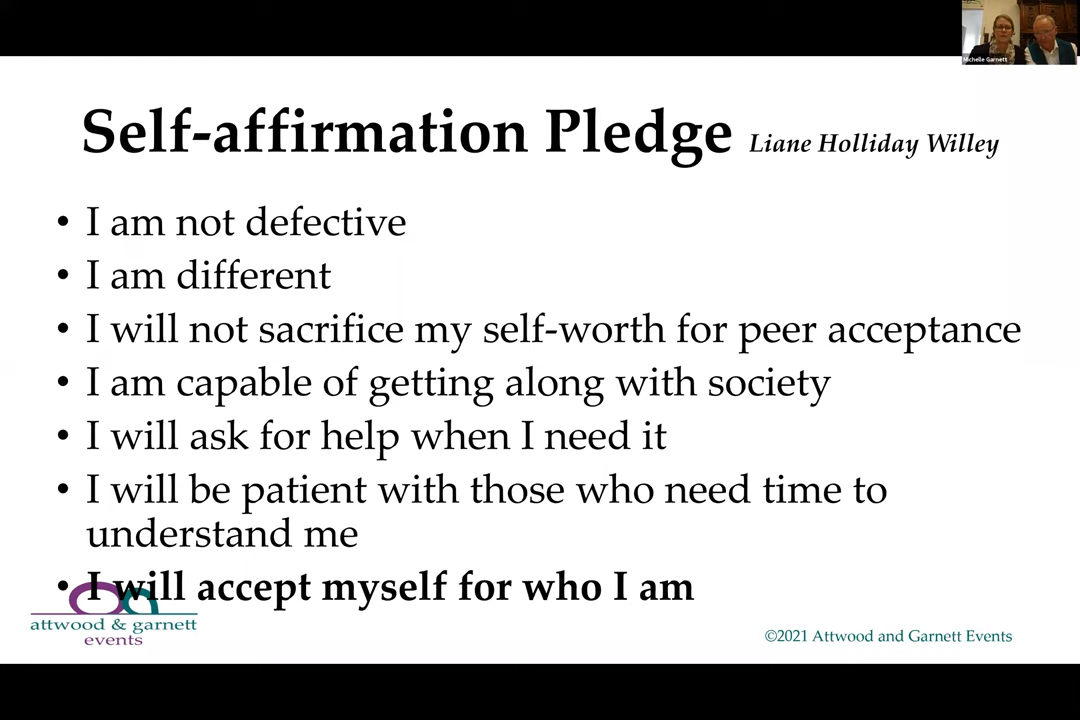 Michelle Garnett
Self-affirmation Pledge Liane Holliday Willey
• I am not defective
• I am different
• I will not sacrifice my self-worth for peer acceptance
• I am capable of getting along with society
• I will ask for help when I need it
• I will be patient with those who need time to
understand me
• I will accept myself for who I am
attwood & garnett
events
©2021 Attwood and Garnett Events